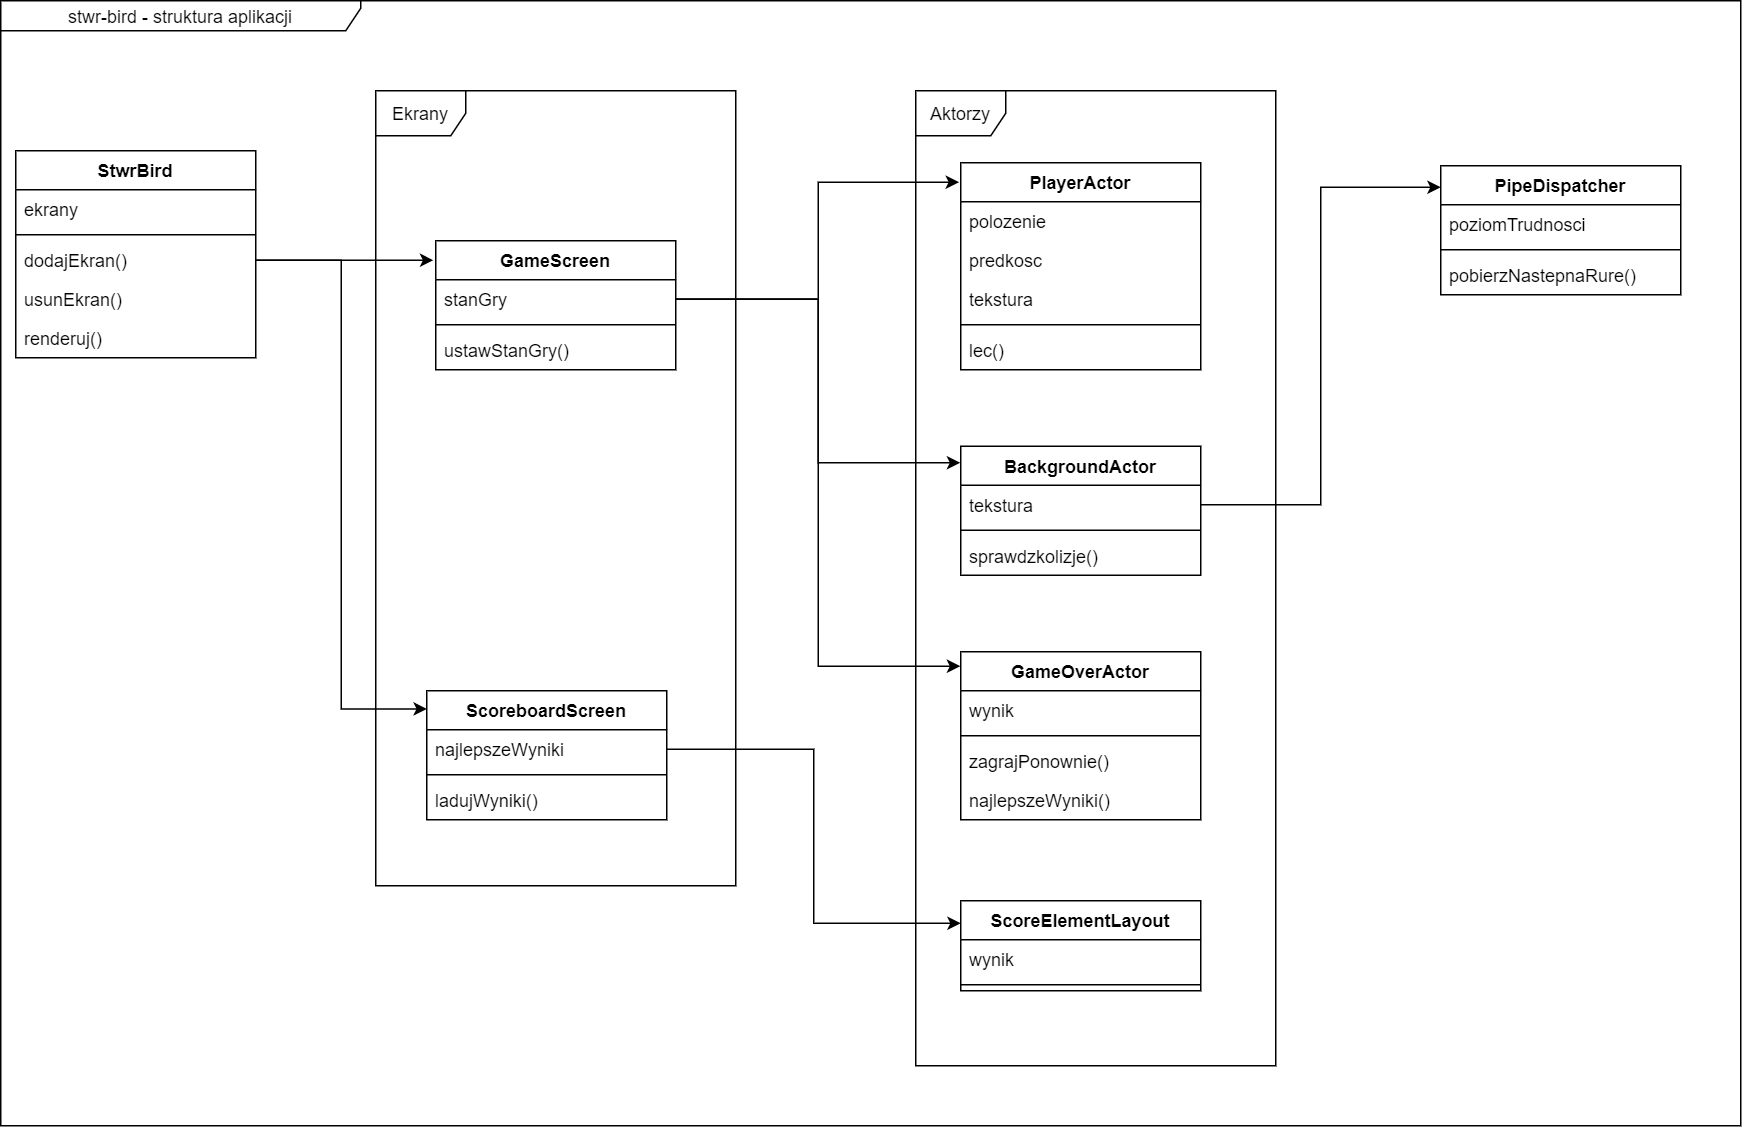 stwr-bird - struktura aplikacji
StwrBird
ekrany
dodajEkran()
usunEkran()
renderuj()
Ekrany
GameScreen
stanGry
ustawStanGry()
ScoreboardScreen
najlepszeWyniki
ladujWyniki()
Aktorzy
PlayerActor
polozenie
predkosc
tekstura
lec()
BackgroundActor
tekstura
sprawdzkolizje()
GameOverActor
wynik
zagrajPonownie()
najlepszeWyniki()
ScoreElementLayout
wynik
PipeDispatcher
poziomTrudnosci
pobierzNastepnaRure()